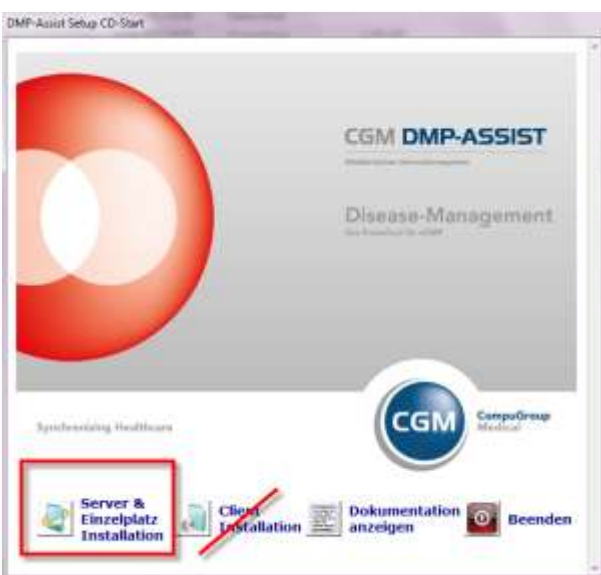 DMP-Assist Setup CD-Start
CGM DMP-ASSIST
Disease-Management
Synchronizing Healthcare
CGM
CompuGroup
Medical
Server &
Einzelplatz
Installation
Client
Installation
Dokumentation
anzeigen
Beenden